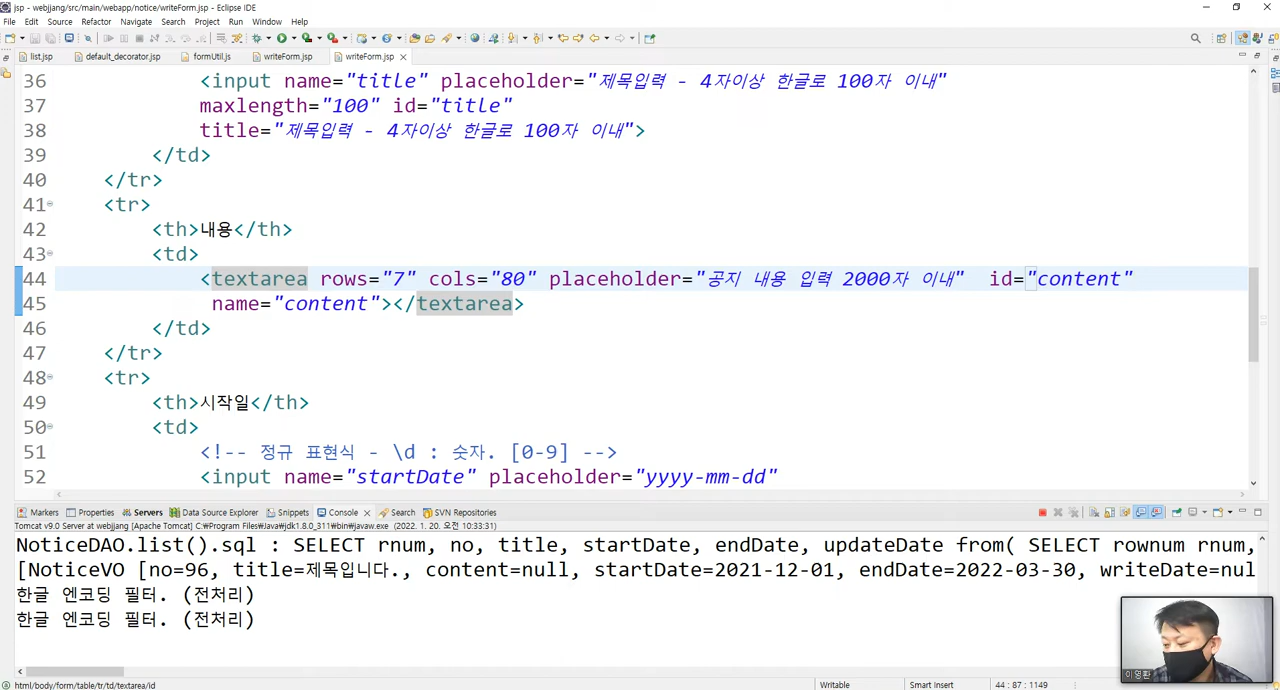 jsp - webjjang/src/main/webapp/notice/writeForm.jsp - Eclipse IDE
File Edit Source Refactor Navigate Search Project Run Window Help
list.jsp default_decorator.jsp formUtil.js writeForm.jsp writeForm.jsp
36 <input name="title" placeholder="제목입력 - 4자이상 한글로 100자 이내"
37 maxlength="100" id="title"
38 title="제목입력 - 4자이상 한글로 100자 이내">
39 </td>
40 </tr>
41 <tr>
42 <th>내용</th>
43 <td>
44 <textarea rows="7" cols="80" placeholder="공지 내용 입력 2000자 이내"  id="content"
45 name="content"></textarea>
46 </td>
47 </tr>
48 <tr>
49 <th>시작일</th>
50 <td>
51 <!-- 정규 표현식 - \d : 숫자. [0-9] -->
52 <input name="startDate" placeholder="yyyy-mm-dd"
Markers Properties Servers Data Source Explorer Snippets Console Search SVN Repositories
Tomcat v9.0 Server at webjjang [Apache Tomcat] C:￦Program Files￦Java￦jdk1.8.0_311￦bin￦javaw.exe (2022. 1. 20. 오전 10:33:31)
NoticeDAO.list().sql : SELECT rnum, no, title, startDate, endDate, updateDate from( SELECT rownum rnum,
[NoticeVO [no=96, title=제목입니다., content=null, startDate=2021-12-01, endDate=2022-03-30, writeDate=nul
한글 엔코딩 필터. (전처리)
한글 엔코딩 필터. (전처리)
이영환
html/body/form/table/tr/td/textarea/id Writable Smart Insert 44 : 87 : 1149